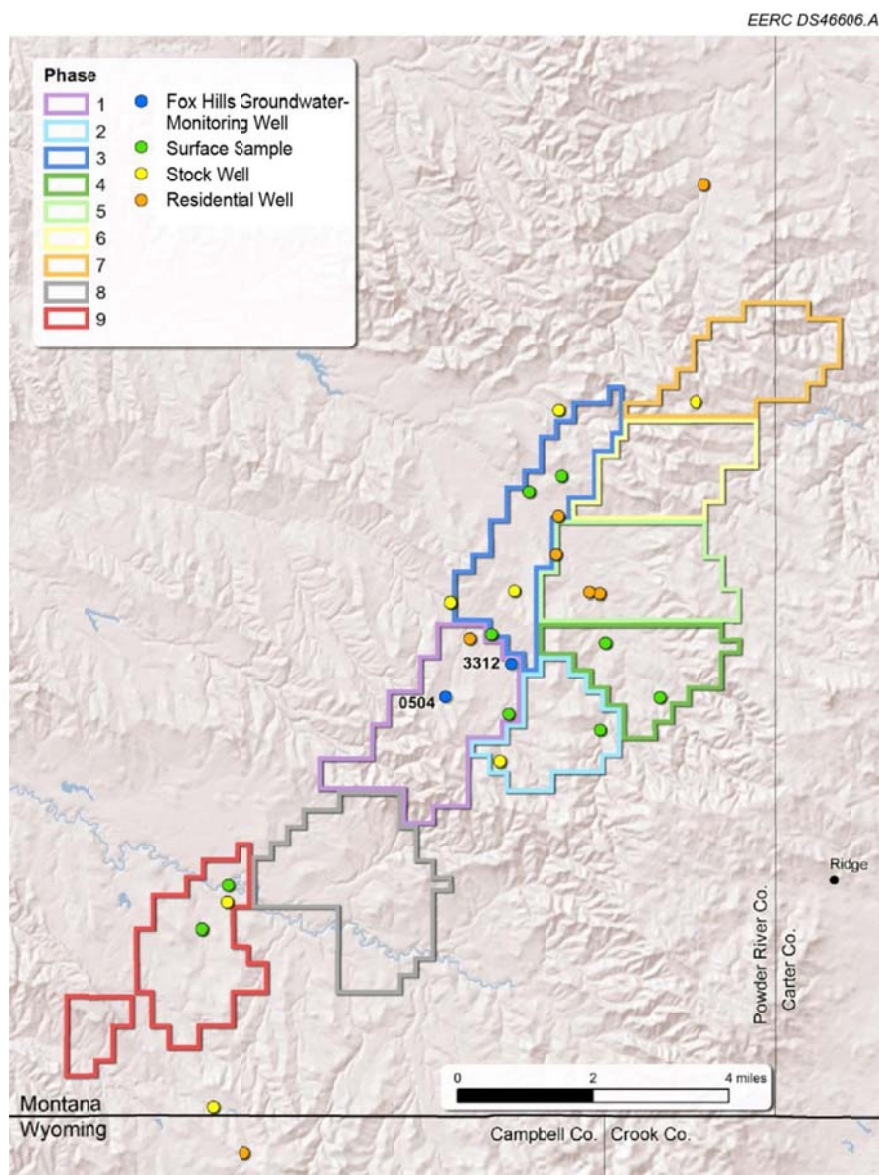 EERC DS46606.A
Phase
1
2
3
4
5
6
7
8
9
Fox Hills Groundwater-
Monitoring Well
Surface Sample
Stock Well
Residential Well
3312
0504
Ridge
Powder River Co.
Carter Co.
0 2 4 miles
Montana
Wyoming
Campbell Co. Crook Co.